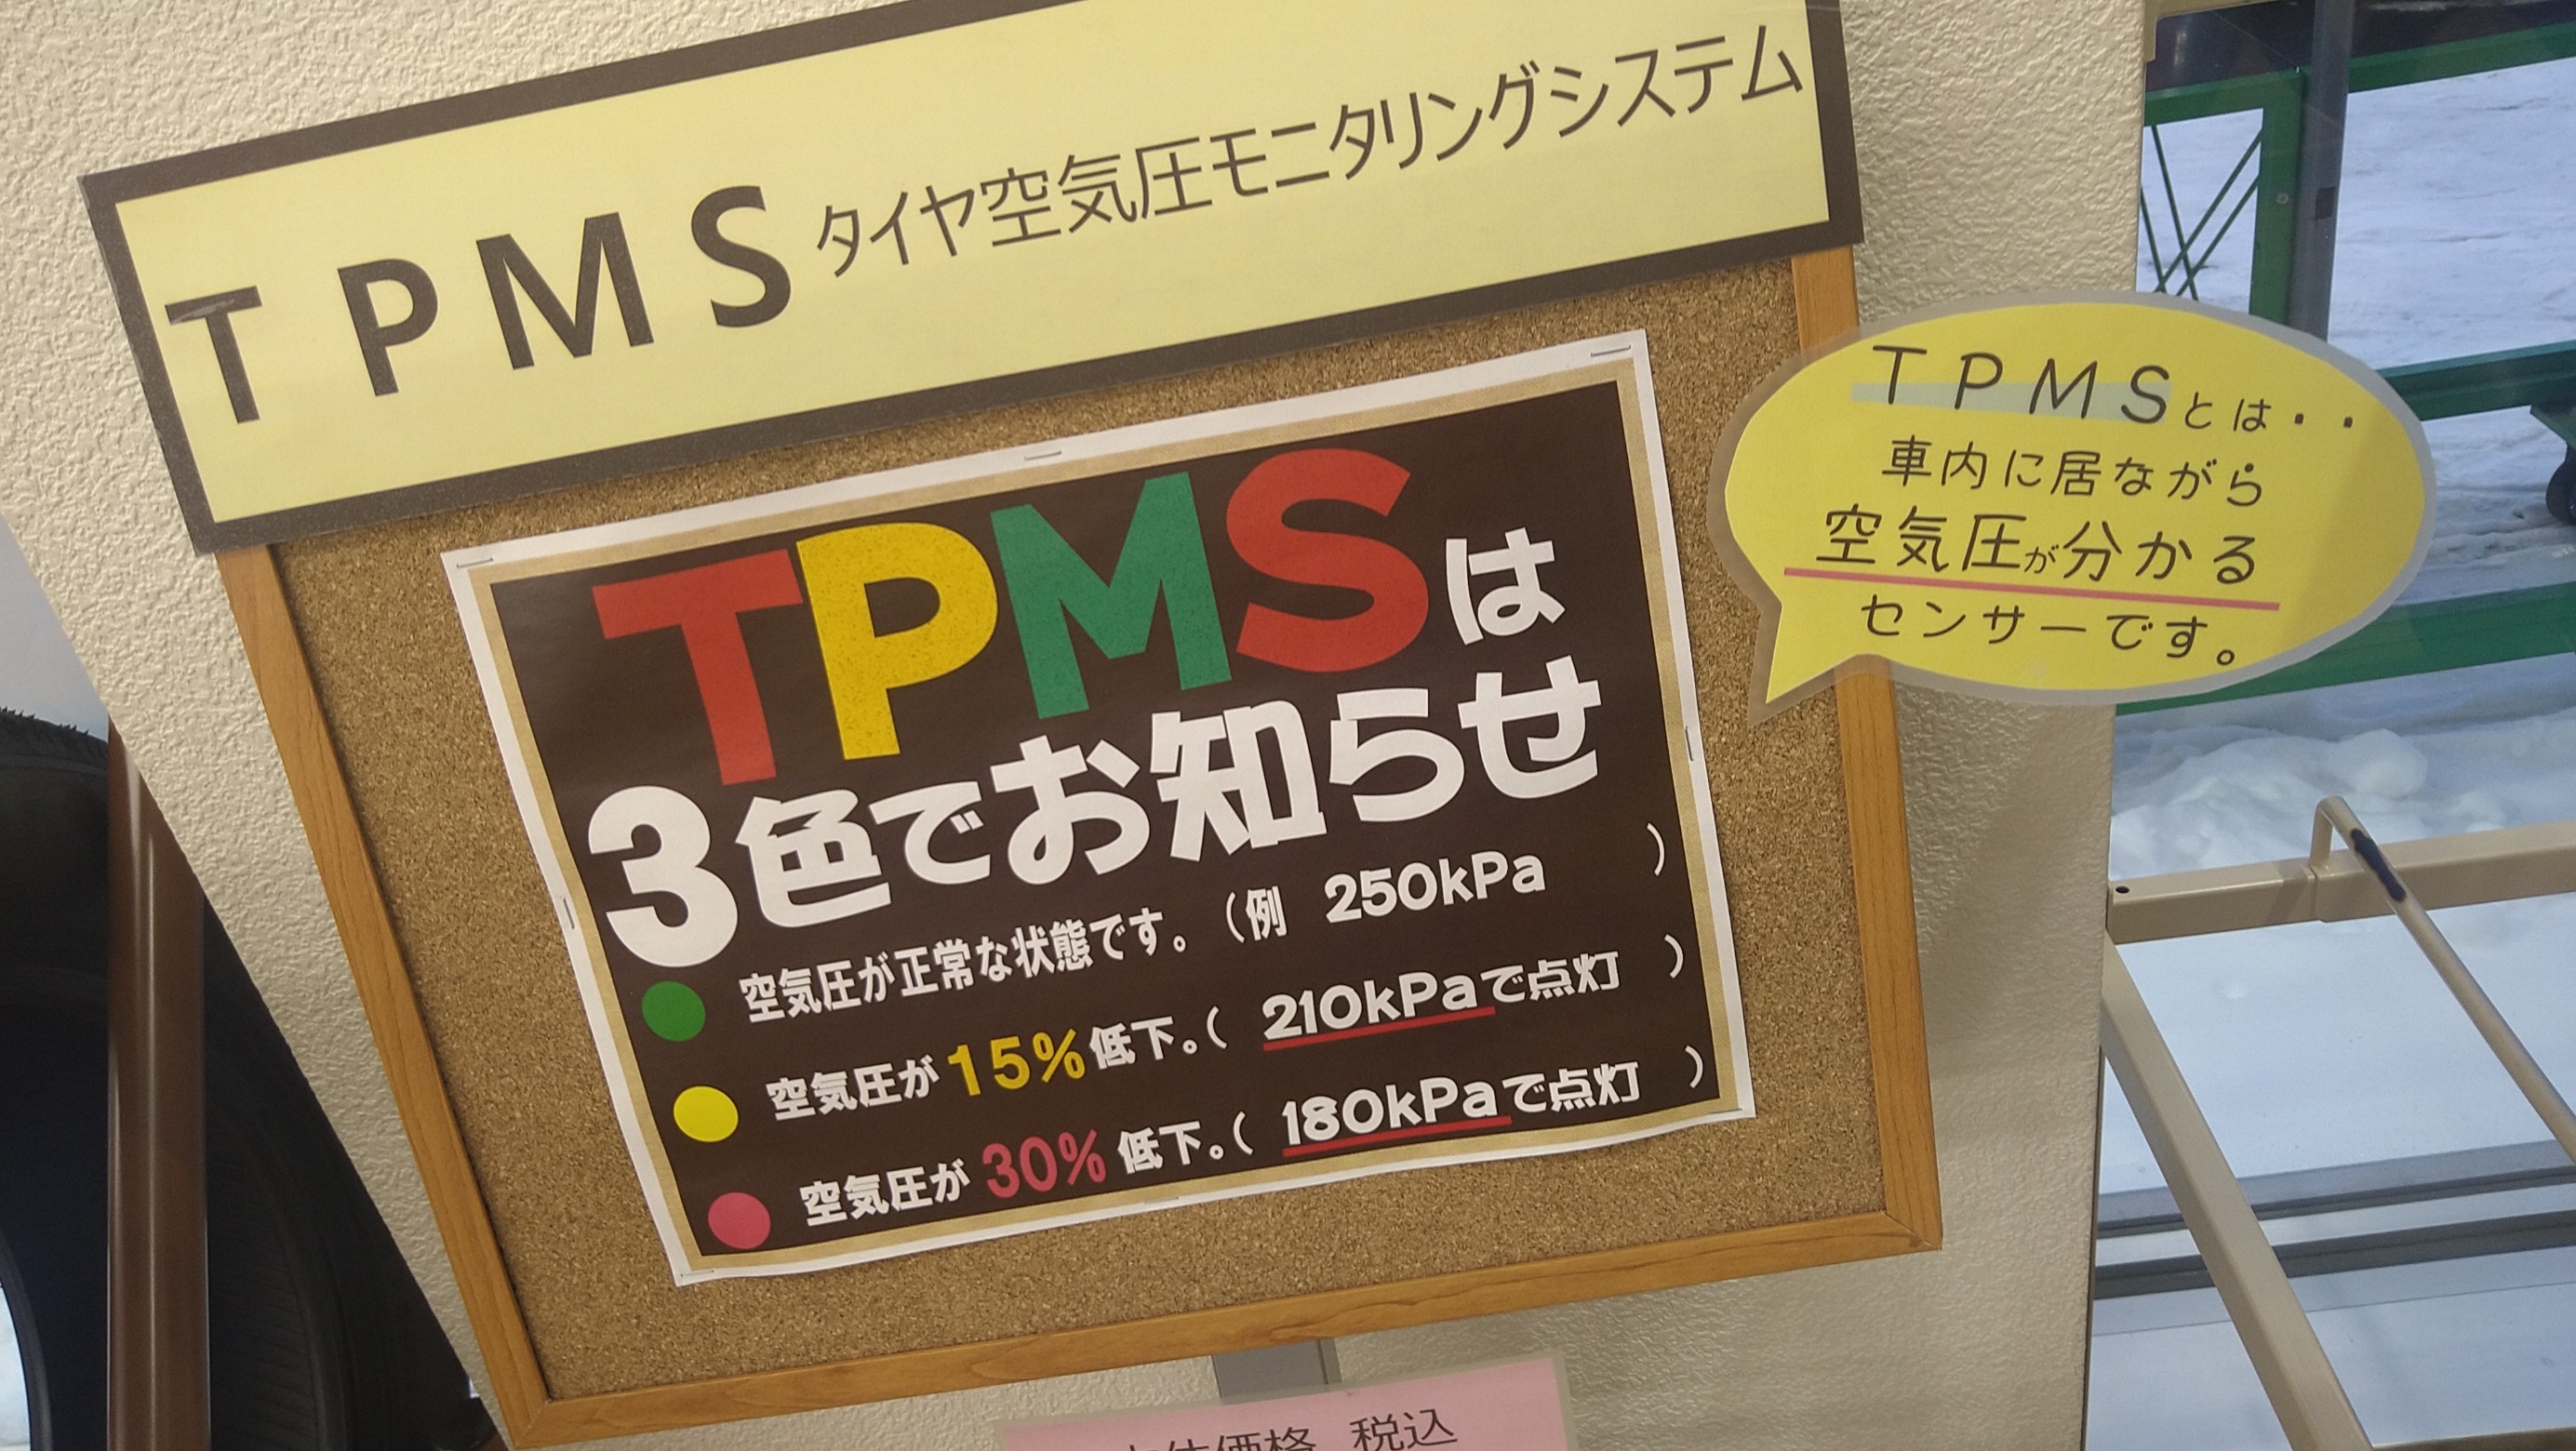 TPMS タイヤ空気圧モニタリングシステム
TPMSは
3色でお知らせ
空気圧が正常な状態です。(例 250kPa )
空気圧が 15% 低下。( 210kPaで点灯 )
空気圧が 30% 低下。( 180kPaで点灯 )
TPMSとは・・
車内に居ながら
空気圧が分かる
センサーです。
価格 税込